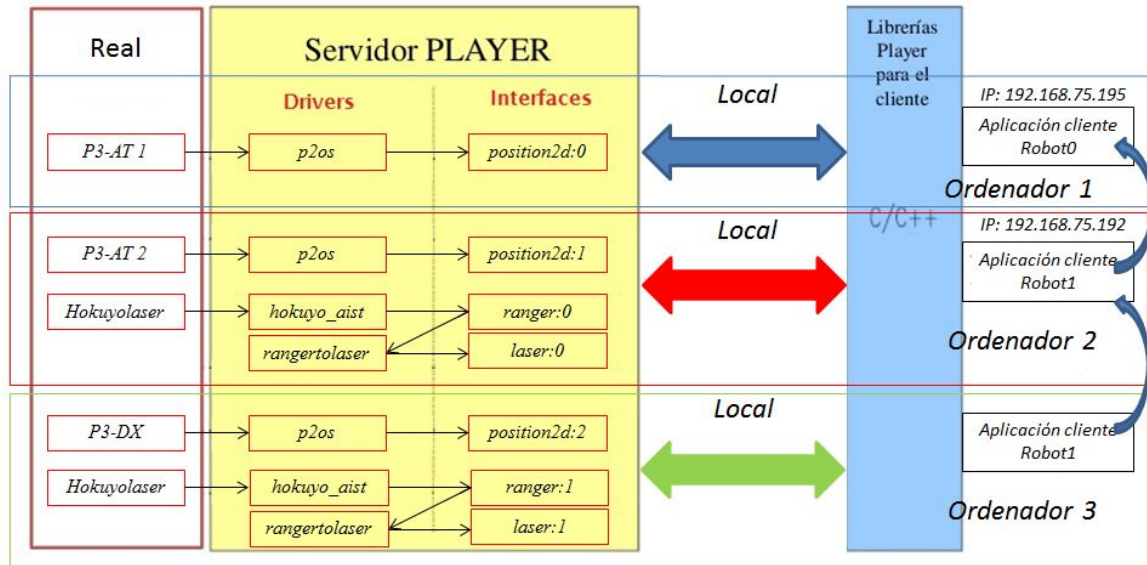 Real
Servidor PLAYER
Librerías
Player
para el
cliente
Drivers
Interfaces
Local
IP: 192.168.75.195
P3-AT 1
p2os
position2d:0
Aplicación cliente
Robot0
Ordenador 1
C/C++
Local
IP: 192.168.75.192
P3-AT 2
p2os
position2d:1
Aplicación cliente
Robot1
Hokuyolaser
hokuyo_aist
ranger:0
rangertolaser
laser:0
Ordenador 2
Local
P3-DX
p2os
position2d:2
Aplicación cliente
Robot1
Hokuyolaser
hokuyo_aist
ranger:1
rangertolaser
laser:1
Ordenador 3